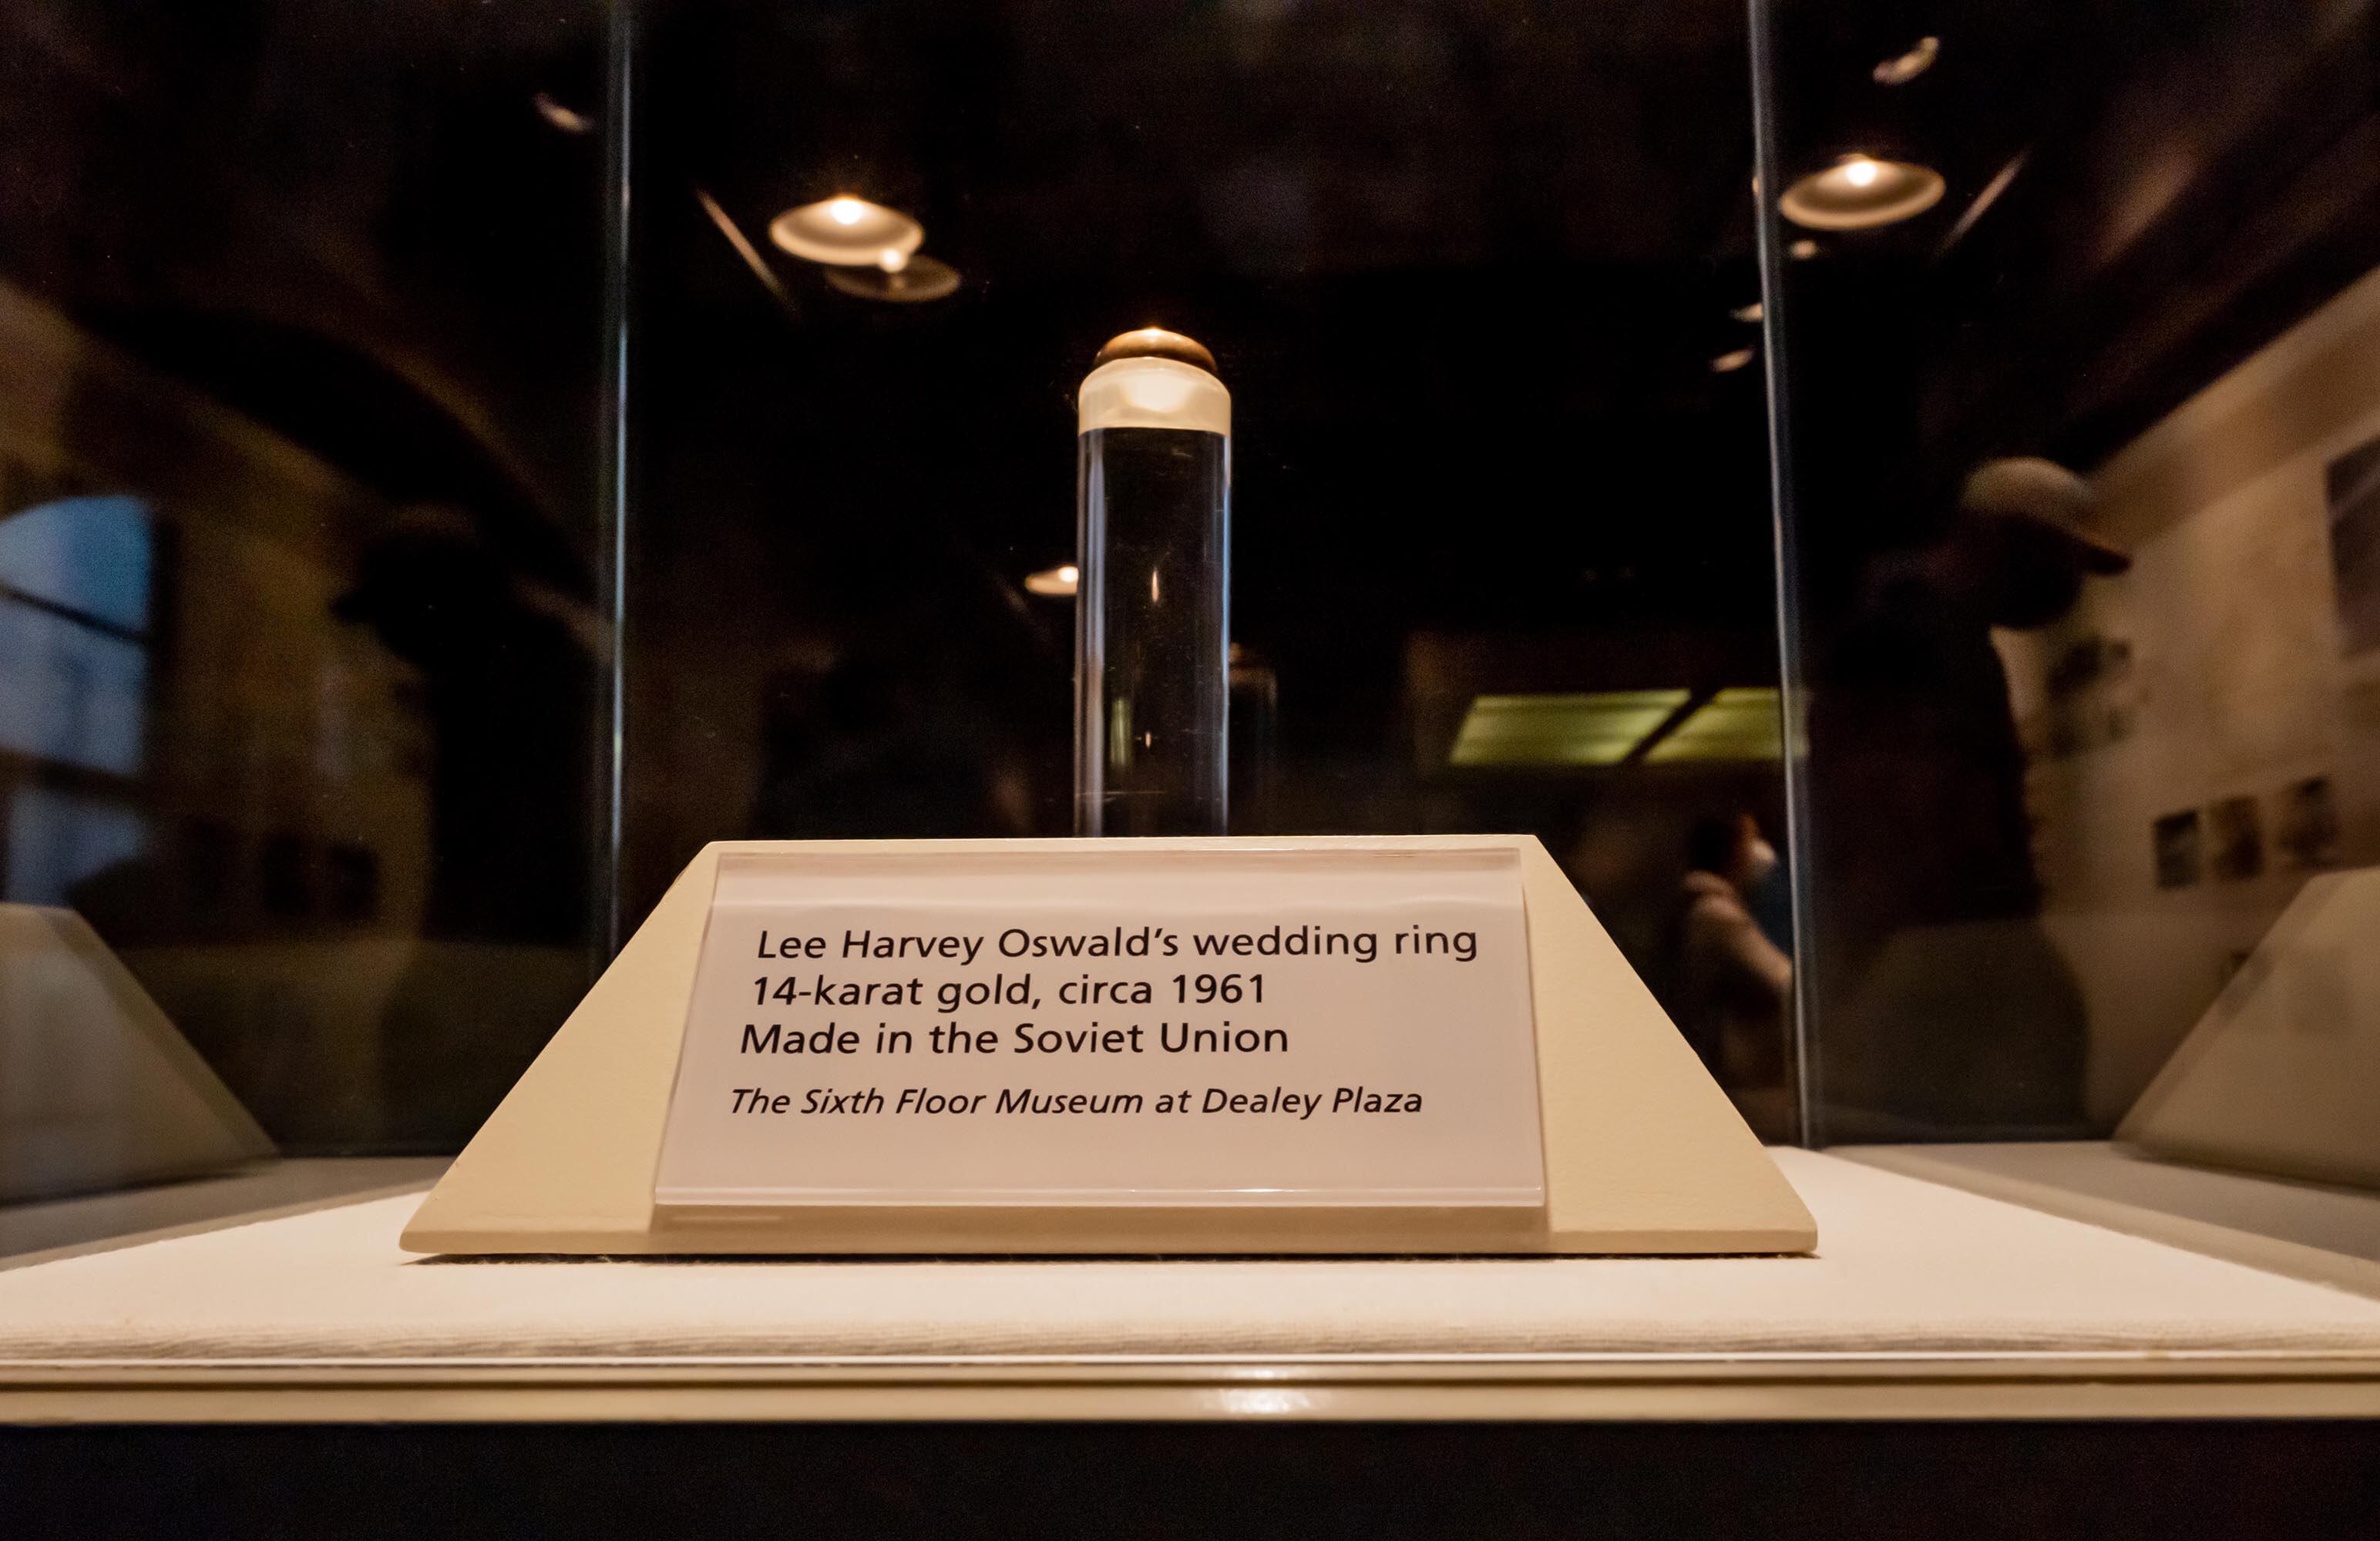 Lee Harvey Oswald's wedding ring
14-karat gold, circa 1961
Made in the Soviet Union
The Sixth Floor Museum at Dealey Plaza